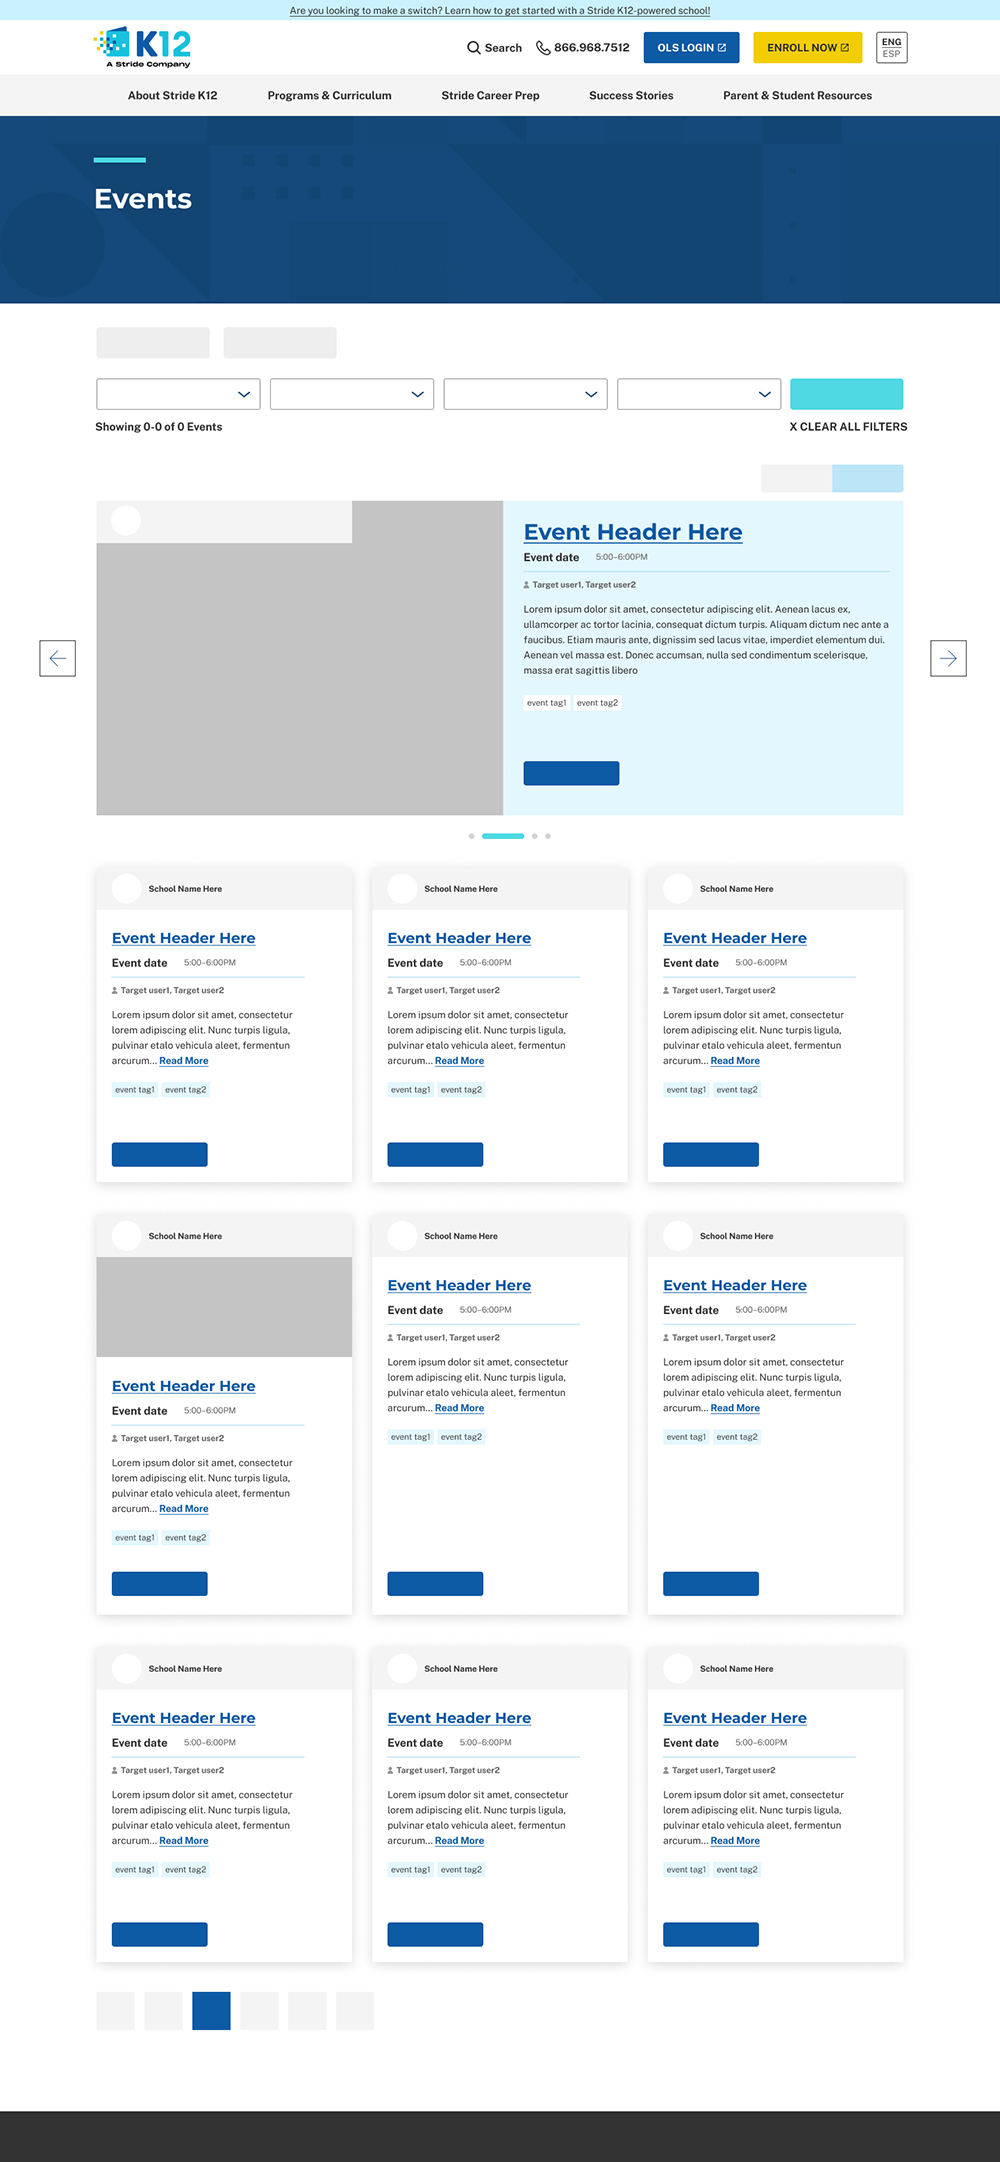 Are you looking to make a switch? Learn how to get started with a Stride K12-powered school!
K12
A Stride Company
Search
866.968.7512
OLS LOGIN
ENROLL NOW
ENG
ESP
About Stride K12
Programs & Curriculum
Stride Career Prep
Success Stories
Parent & Student Resources
Events
Showing 0-0 of 0 Events
X CLEAR ALL FILTERS
Event Header Here
Event date 5:00-6:00PM
Target user1, Target user2
Lorem ipsum dolor sit amet, consectetur adipiscing elit. Aenean lacus ex,
ullamcorper ac tortor lacinia, consequat dictum turpis. Aliquam dictum nec ante a
faucibus. Etiam mauris ante, dignissim sed lacus vitae, imperdiet elementum dui.
Aenean vel massa est. Donec accumsan, nulla sed condimentum scelerisque,
massa erat sagittis libero
event tag1 event tag2
School Name Here
Event Header Here
Event date 5:00-6:00PM
Target user1, Target user2
Lorem ipsum dolor sit amet, consectetur
lorem adipiscing elit. Nunc turpis ligula,
pulvinar etalo vehicula aleet, fermentun
arcurum... Read More
event tag1 event tag2
School Name Here
Event Header Here
Event date 5:00-6:00PM
Target user1, Target user2
Lorem ipsum dolor sit amet, consectetur
lorem adipiscing elit. Nunc turpis ligula,
pulvinar etalo vehicula aleet, fermentun
arcurum... Read More
event tag1 event tag2
School Name Here
Event Header Here
Event date 5:00-6:00PM
Target user1, Target user2
Lorem ipsum dolor sit amet, consectetur
lorem adipiscing elit. Nunc turpis ligula,
pulvinar etalo vehicula aleet, fermentun
arcurum... Read More
event tag1 event tag2
School Name Here
Event Header Here
Event date 5:00-6:00PM
Target user1, Target user2
Lorem ipsum dolor sit amet, consectetur
lorem adipiscing elit. Nunc turpis ligula,
pulvinar etalo vehicula aleet, fermentun
arcurum... Read More
event tag1 event tag2
School Name Here
Event Header Here
Event date 5:00-6:00PM
Target user1, Target user2
Lorem ipsum dolor sit amet, consectetur
lorem adipiscing elit. Nunc turpis ligula,
pulvinar etalo vehicula aleet, fermentun
arcurum... Read More
event tag1 event tag2
School Name Here
Event Header Here
Event date 5:00-6:00PM
Target user1, Target user2
Lorem ipsum dolor sit amet, consectetur
lorem adipiscing elit. Nunc turpis ligula,
pulvinar etalo vehicula aleet, fermentun
arcurum... Read More
event tag1 event tag2
School Name Here
Event Header Here
Event date 5:00-6:00PM
Target user1, Target user2
Lorem ipsum dolor sit amet, consectetur
lorem adipiscing elit. Nunc turpis ligula,
pulvinar etalo vehicula aleet, fermentun
arcurum... Read More
event tag1 event tag2
School Name Here
Event Header Here
Event date 5:00-6:00PM
Target user1, Target user2
Lorem ipsum dolor sit amet, consectetur
lorem adipiscing elit. Nunc turpis ligula,
pulvinar etalo vehicula aleet, fermentun
arcurum... Read More
event tag1 event tag2
School Name Here
Event Header Here
Event date 5:00-6:00PM
Target user1, Target user2
Lorem ipsum dolor sit amet, consectetur
lorem adipiscing elit. Nunc turpis ligula,
pulvinar etalo vehicula aleet, fermentun
arcurum... Read More
event tag1 event tag2